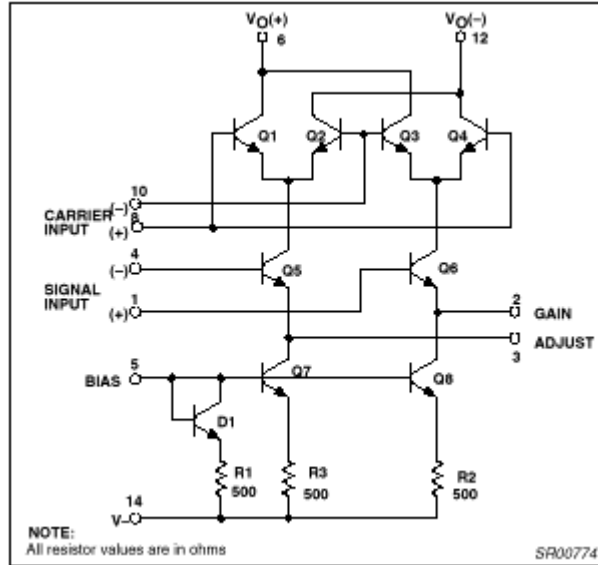 VO(+)
6
VO(–)
12
Q1
Q2
Q3
Q4
10
(–)
CARRIER
INPUT
8
(+)
4
(–)
Q5
Q6
SIGNAL
INPUT
1
(+)
2
GAIN
ADJUST
3
5
BIAS
Q7
Q8
D1
R1
500
R3
500
R2
500
14
V–
NOTE:
All resistor values are in ohms
SR00774